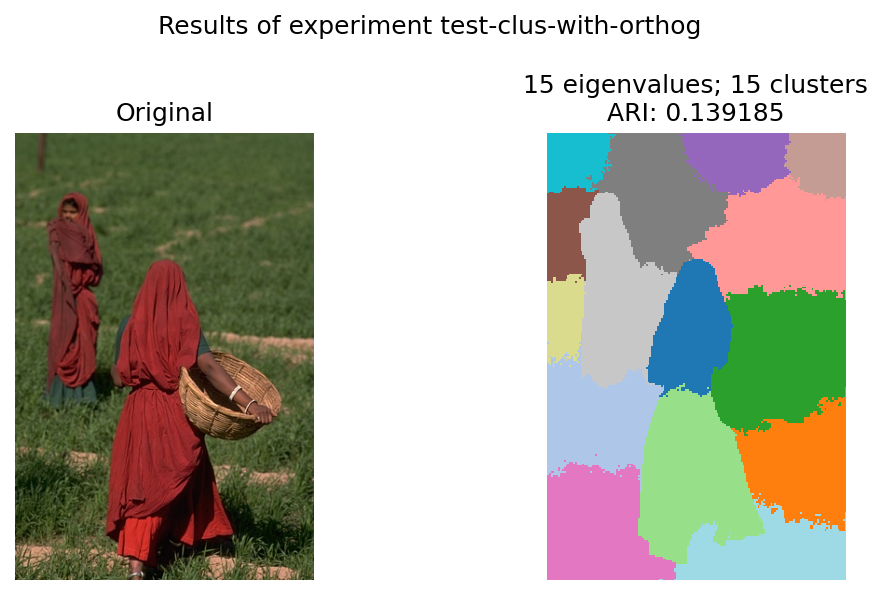 Results of experiment test-clus-with-orthog
Original
15 eigenvalues; 15 clusters
ARI: 0.139185